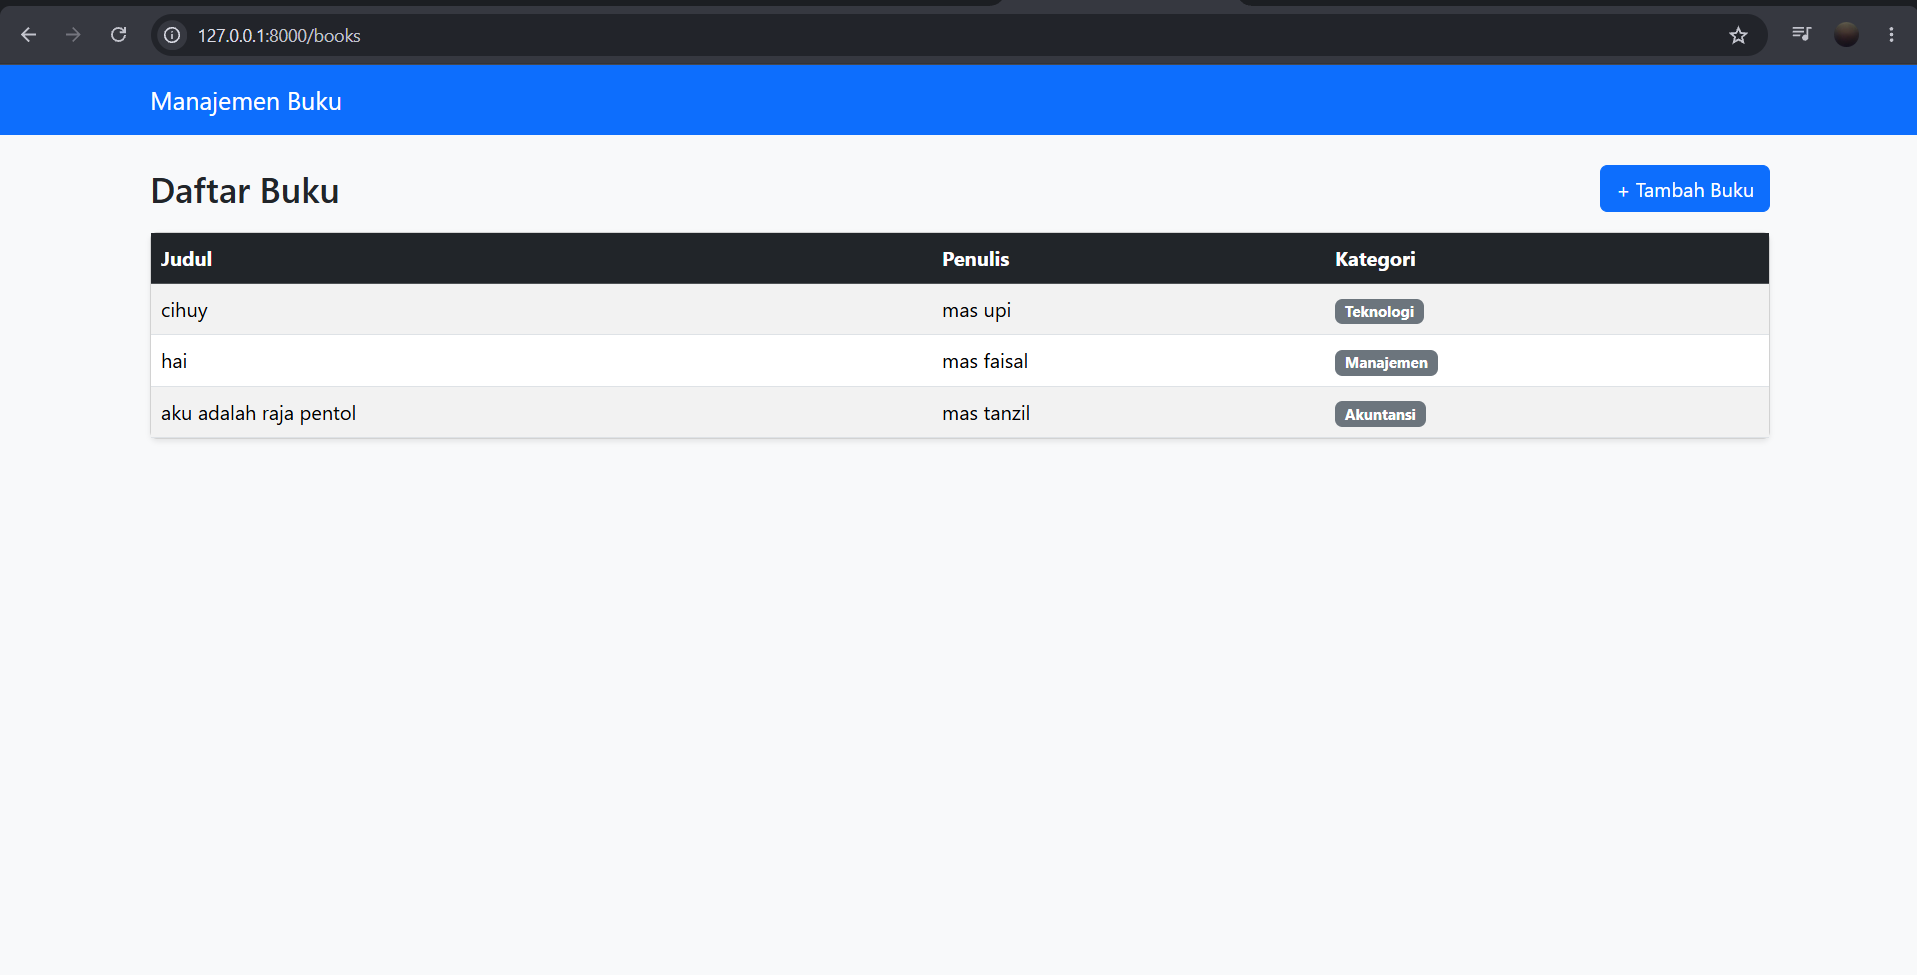 127.0.0.1:8000/books
Manajemen Buku
Daftar Buku
+ Tambah Buku
Judul Penulis Kategori
cihuy mas upi Teknologi
hai mas faisal Manajemen
aku adalah raja pentol mas tanzil Akuntansi